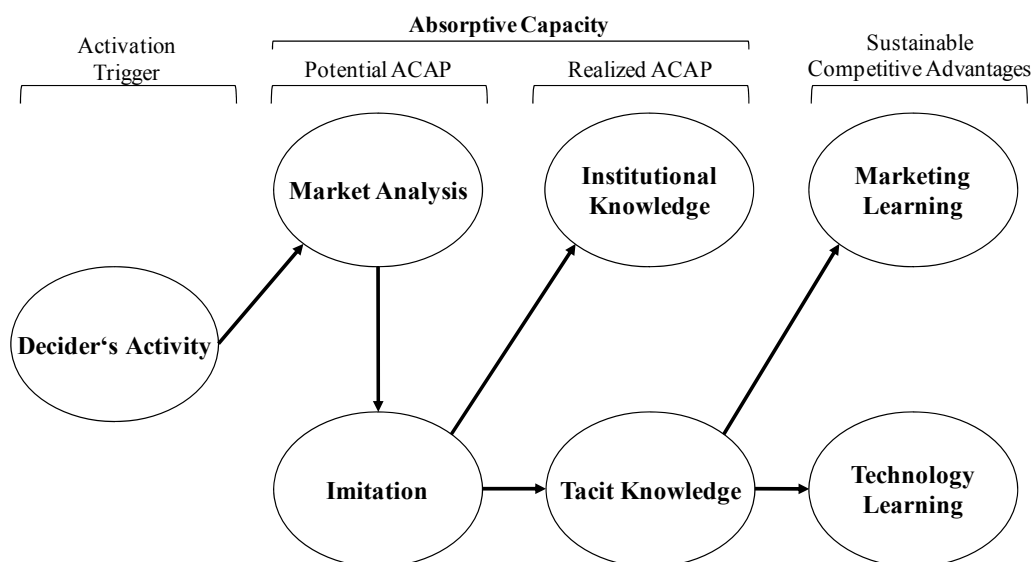 Absorptive Capacity
Activation
Trigger
Potential ACAP
Realized ACAP
Sustainable
Competitive Advantages
Market Analysis
Institutional
Knowledge
Marketing
Learning
Decider‘s Activity
Imitation
Tacit Knowledge
Technology
Learning